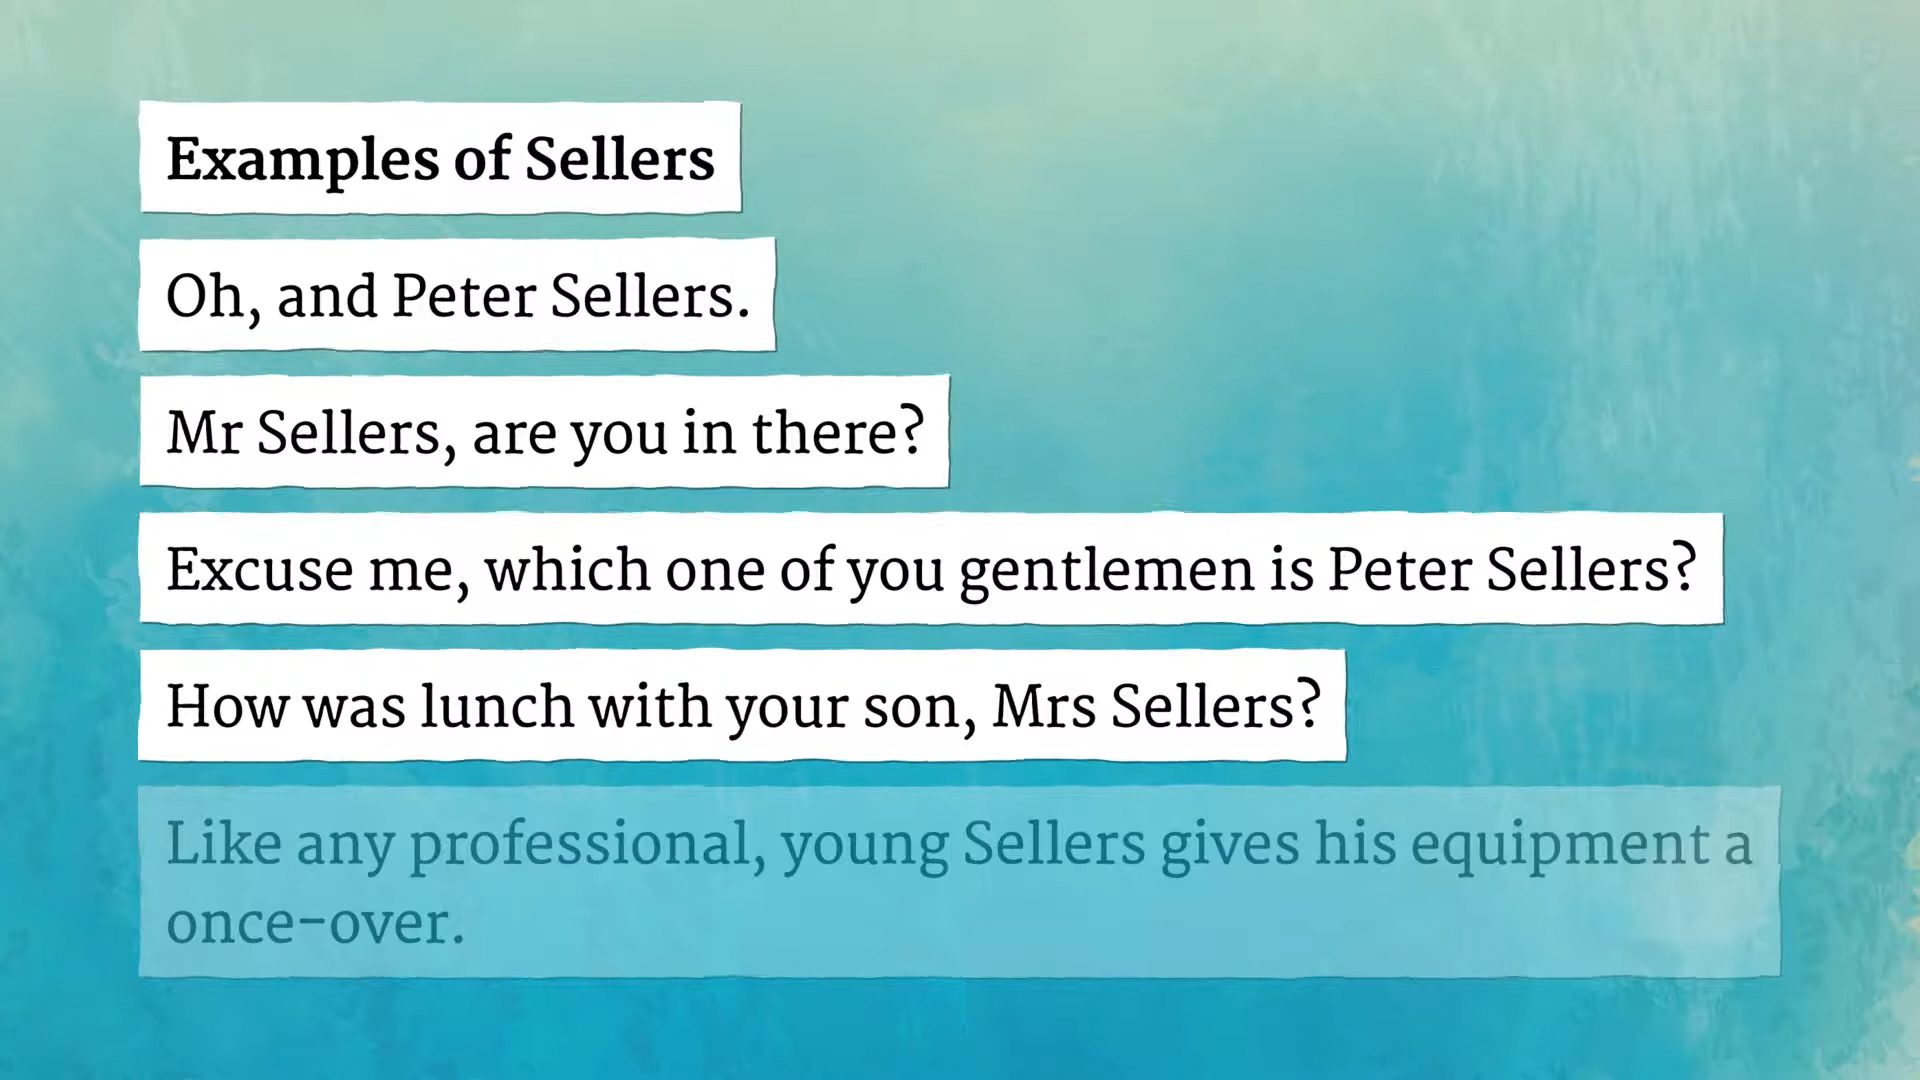 Examples of Sellers
Oh, and Peter Sellers.
Mr Sellers, are you in there?
Excuse me, which one of you gentlemen is Peter Sellers?
How was lunch with your son, Mrs Sellers?
Like any professional, young Sellers gives his equipment a
once-over.